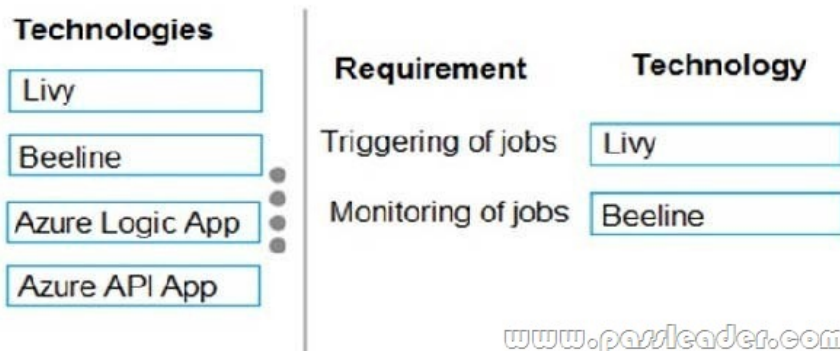 Technologies
Livy
Beeline
Azure Logic App
Azure API App
Requirement Technology
Triggering of jobs Livy
Monitoring of jobs Beeline
www.passleader.com